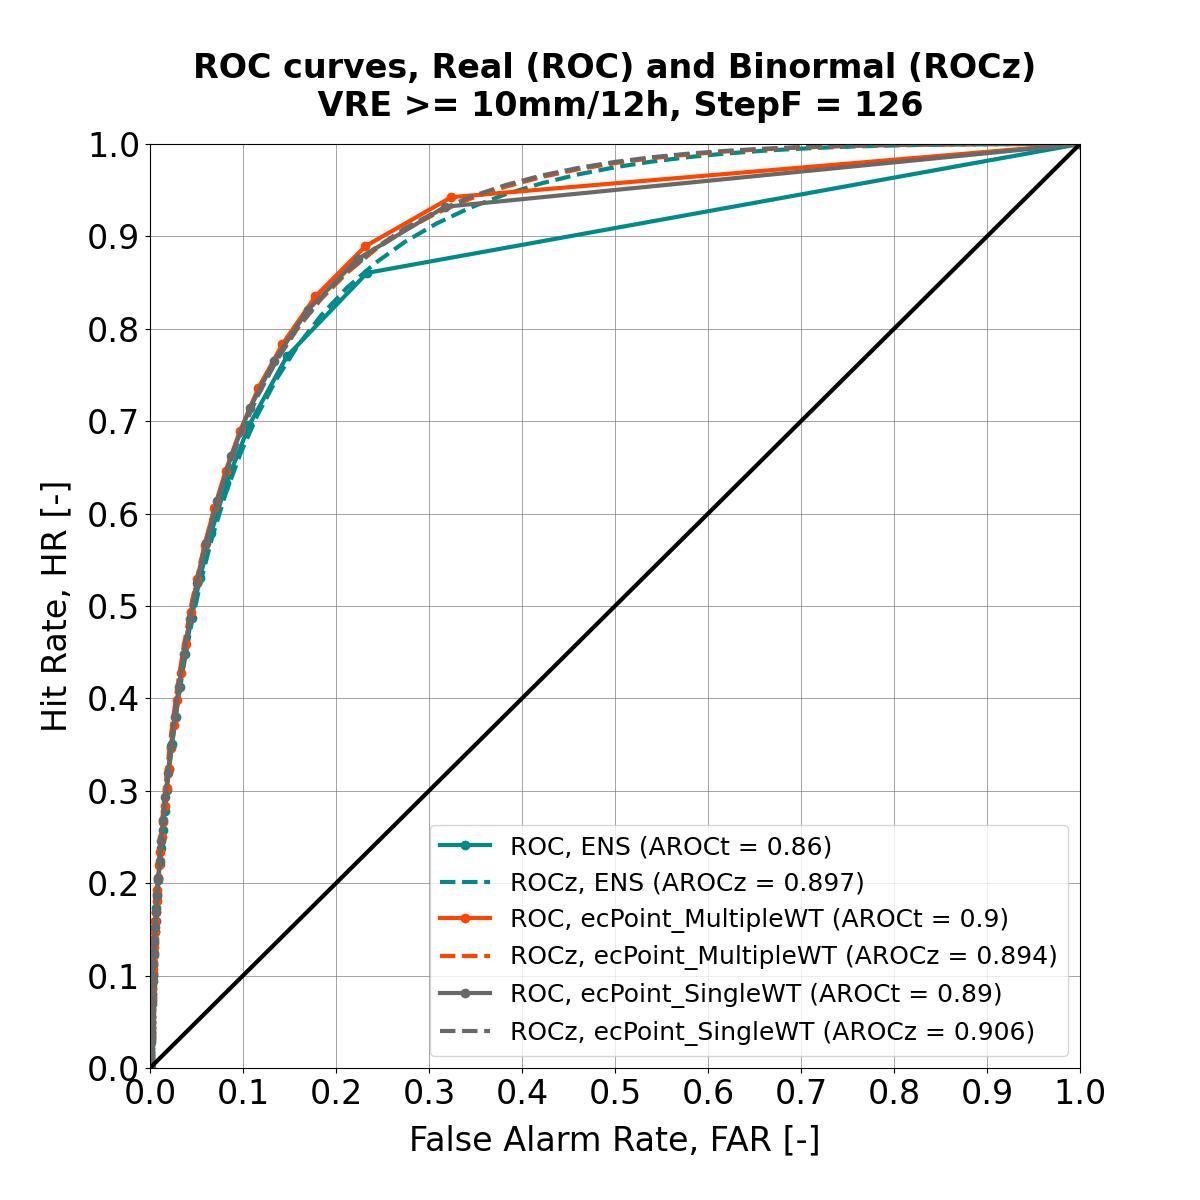 ROC curves, Real (ROC) and Binormal (ROCz)
VRE >= 10mm/12h, StepF = 126
1.0
0.9
0.8
0.7
0.6
0.5
0.4
0.3
0.2
0.1
0.0
Hit Rate, HR [-]
ROC, ENS (AROCt = 0.86)
ROCz, ENS (AROCz = 0.897)
ROC, ecPoint_MultipleWT (AROCt = 0.9)
ROCz, ecPoint_MultipleWT (AROCz = 0.894)
ROC, ecPoint_SingleWT (AROCt = 0.89)
ROCz, ecPoint_SingleWT (AROCz = 0.906)
0.0 0.1 0.2 0.3 0.4 0.5 0.6 0.7 0.8 0.9 1.0
False Alarm Rate, FAR [-]